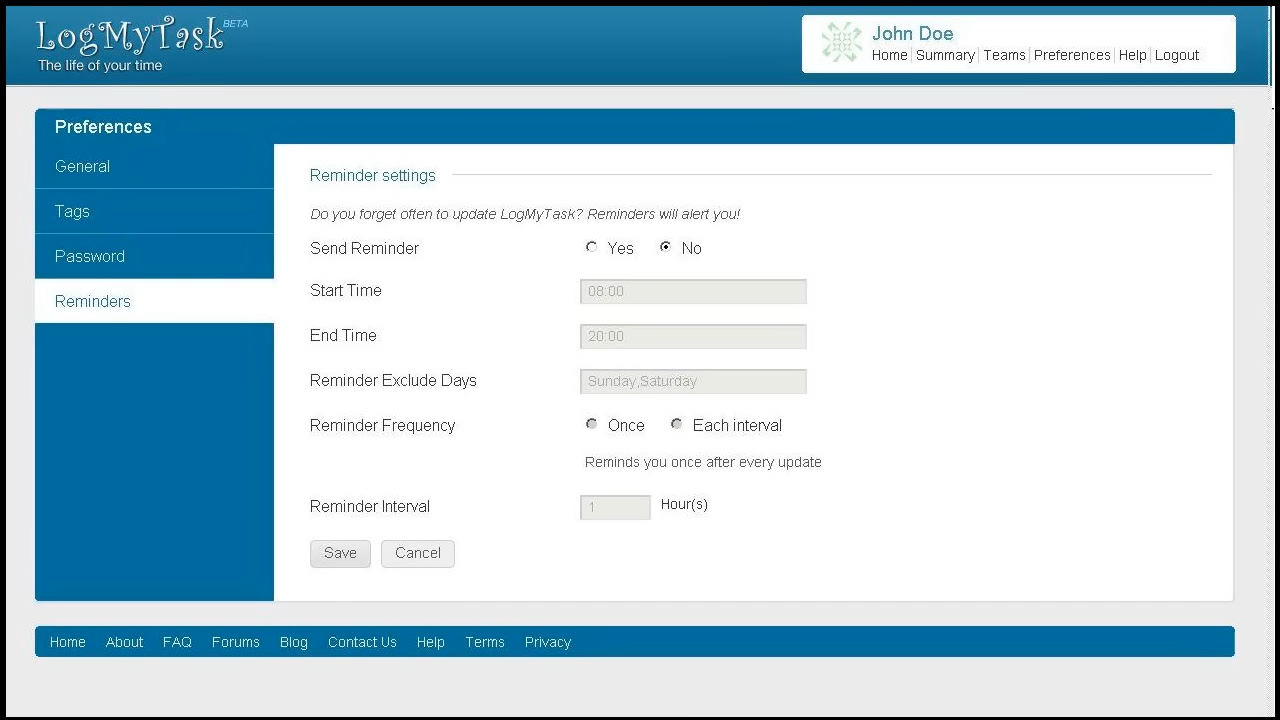 LogMyTask BETA
The life of your time
John Doe
Home Summary Teams Preferences Help Logout
Preferences
General
Tags
Password
Reminders
Reminder settings
Do you forget often to update LogMyTask? Reminders will alert you!
Send Reminder Yes No
Start Time 08:00
End Time 20:00
Reminder Exclude Days Sunday,Saturday
Reminder Frequency Once Each interval
Reminds you once after every update
Reminder Interval 1 Hour(s)
Save Cancel
Home About FAQ Forums Blog Contact Us Help Terms Privacy